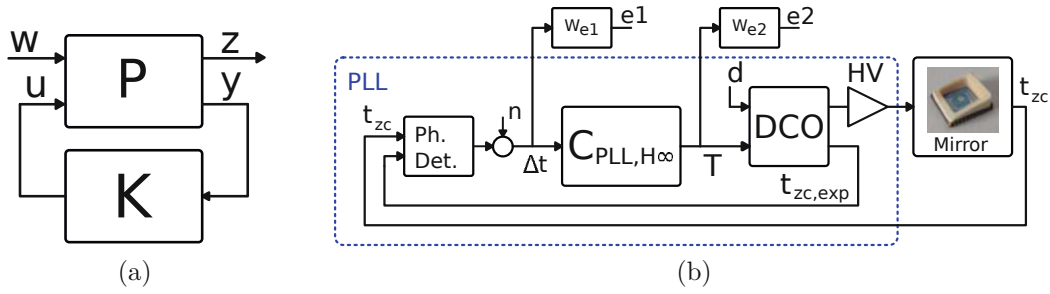 w
z
P
u
y
K
(a)
W_e1
e1
W_e2
e2
PLL
t_zc
Ph.
Det.
n
Δt
C_PLL,H∞
T
d
DCO
HV
t_zc,exp
Mirror
t_zc
(b)